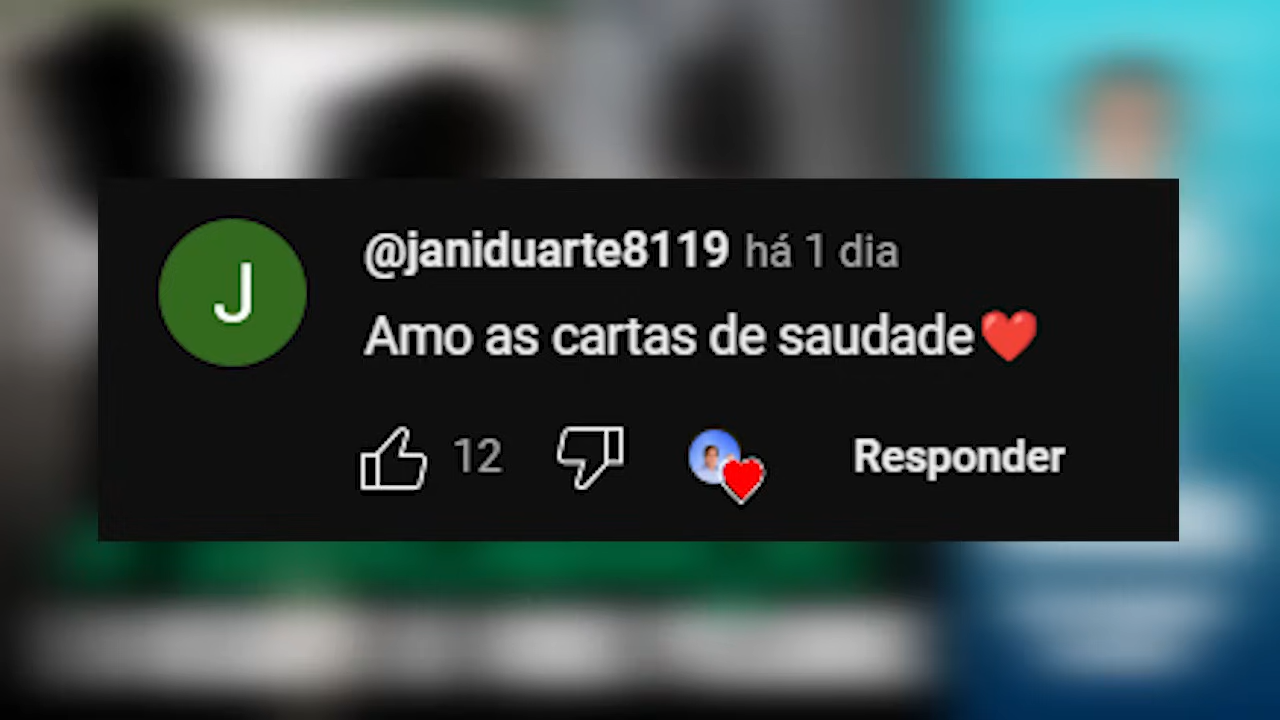 J
@janiduarte8119 há 1 dia
Amo as cartas de saudade❤️
12
Responder